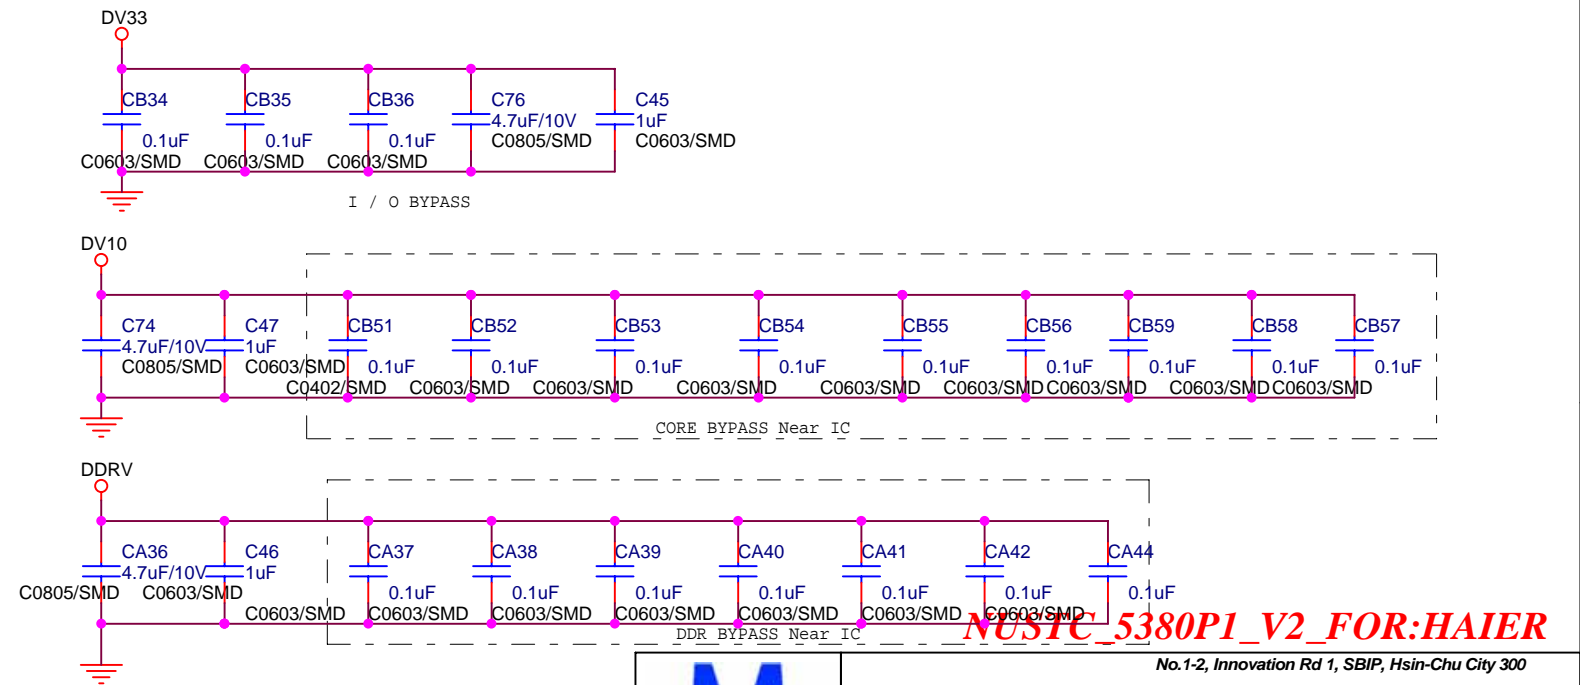 DV33
CB34 CB35 CB36 C76 C45
4.7uF/10V 1uF
0.1uF 0.1uF 0.1uF C0805/SMD C0603/SMD
C0603/SMD C0603/SMD C0603/SMD
I / O BYPASS
DV10
C74 C47 CB51 CB52 CB53 CB54 CB55 CB56 CB59 CB58 CB57
4.7uF/10V 1uF
C0805/SMD C0603/SMD 0.1uF 0.1uF 0.1uF 0.1uF 0.1uF 0.1uF 0.1uF 0.1uF 0.1uF
C0402/SMD C0603/SMD C0603/SMD C0603/SMD C0603/SMD C0603/SMD C0603/SMD C0603/SMD C0603/SMD
CORE BYPASS Near IC
DDRV
CA36 C46 CA37 CA38 CA39 CA40 CA41 CA42 CA44
4.7uF/10V 1uF
C0805/SMD C0603/SMD 0.1uF 0.1uF 0.1uF 0.1uF 0.1uF 0.1uF 0.1uF
C0603/SMD C0603/SMD C0603/SMD C0603/SMD C0603/SMD C0603/SMD C0603/SMD
DDR BYPASS Near IC
NUSTC_5380P1_V2_FOR:HAIER
No.1-2, Innovation Rd 1, SBIP, Hsin-Chu City 300